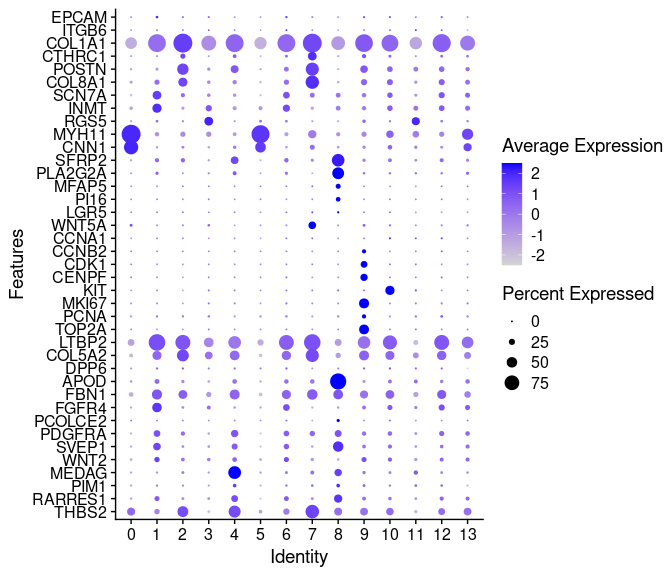 EPCAM
ITGB6
COL1A1
CTHRC1
POSTN
COL8A1
SCN7A
INMT
RGS5
MYH11
CNN1
SFRP2
PLA2G2A
MFAP5
PI16
LGR5
WNT5A
CCNA1
CCNB2
CDK1
CENPF
KIT
MKI67
PCNA
TOP2A
LTBP2
COL5A2
DPP6
APOD
FBN1
FGFR4
PCOLCE2
PDGFRA
SVEP1
WNT2
MEDAG
PIM1
RARRES1
THBS2
Features
0 1 2 3 4 5 6 7 8 9 10 11 12 13
Identity
Average Expression
2
1
0
-1
-2
Percent Expressed
0
25
50
75